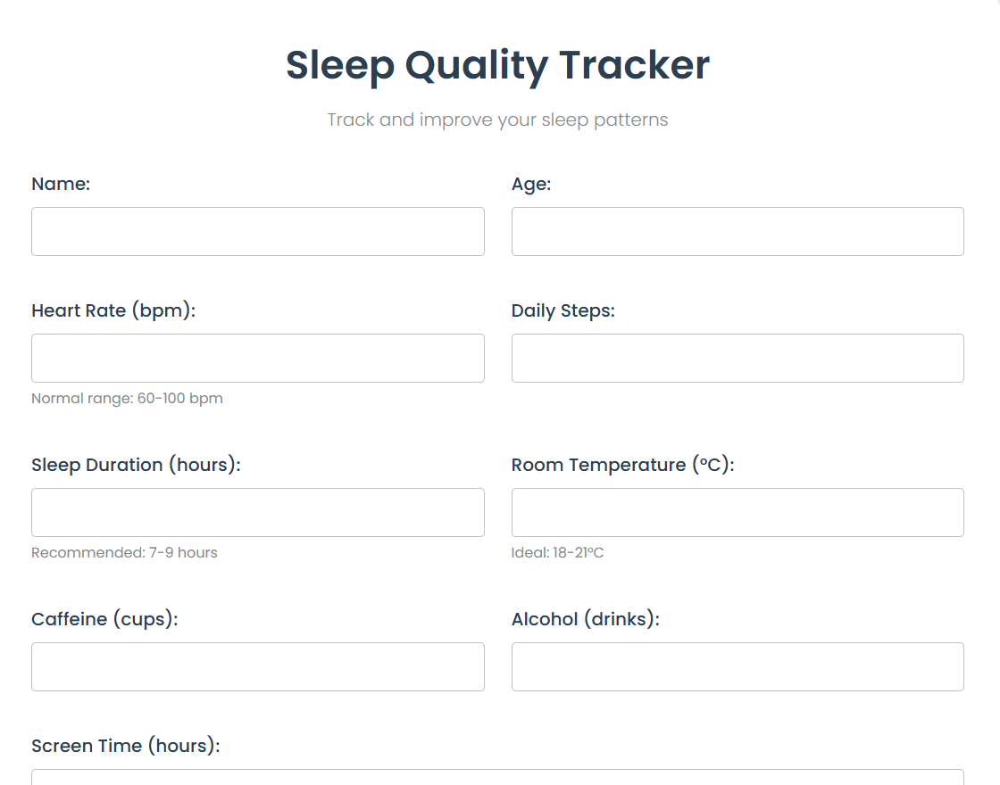 Sleep Quality Tracker
Track and improve your sleep patterns
Name:
Age:
Heart Rate (bpm):
Daily Steps:
Normal range: 60-100 bpm
Sleep Duration (hours):
Room Temperature (°C):
Recommended: 7-9 hours
Ideal: 18-21°C
Caffeine (cups):
Alcohol (drinks):
Screen Time (hours):